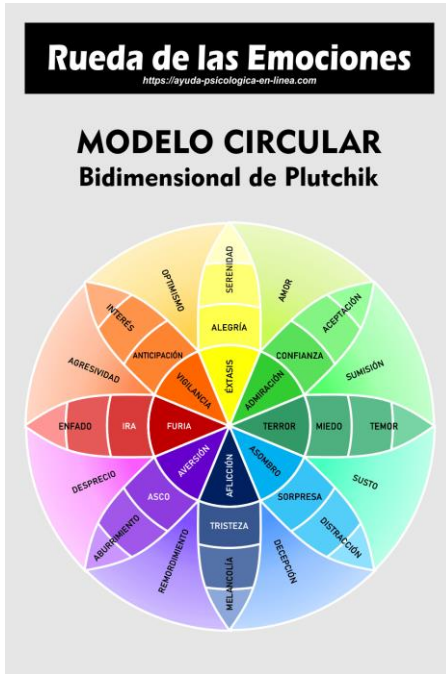 Rueda de las Emociones
https://ayuda-psicologica-en-linea.com
MODELO CIRCULAR
Bidimensional de Plutchik
SERENIDAD
ALEGRÍA
ÉXTASIS
AMOR
ACEPTACIÓN
CONFIANZA
ADMIRACIÓN
SUMISIÓN
TEMOR
MIEDO
TERROR
SUSTO
DISTRACCIÓN
SORPRESA
ASOMBRO
DECEPCIÓN
MELANCOLÍA
TRISTEZA
AFLICCIÓN
REMORDIMIENTO
ABURRIMIENTO
ASCO
AVERSIÓN
DESPRECIO
ENFADO
IRA
FURIA
AGRESIVIDAD
INTERÉS
ANTICIPACIÓN
VIGILANCIA
OPTIMISMO